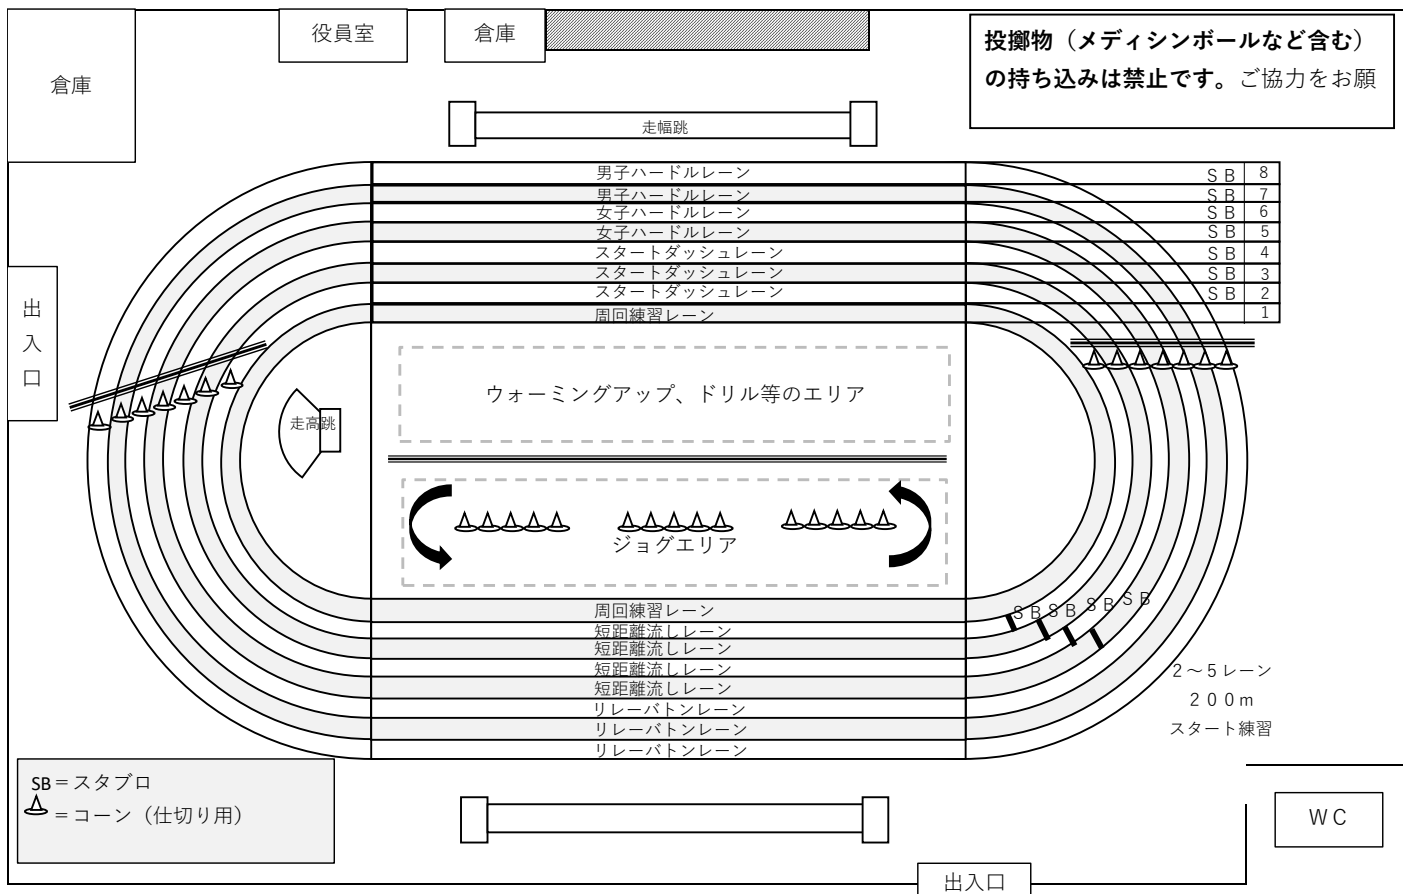 役員室
倉庫
倉庫
投擲物（メディシンボールなど含む）
の持ち込みは禁止です。ご協力をお願
走幅跳
男子ハードルレーン
ＳＢ 8
男子ハードルレーン
ＳＢ 7
女子ハードルレーン
ＳＢ 6
女子ハードルレーン
ＳＢ 5
スタートダッシュレーン
ＳＢ 4
スタートダッシュレーン
ＳＢ 3
スタートダッシュレーン
ＳＢ 2
周回練習レーン
1
出
入
口
ウォーミングアップ、ドリル等のエリア
走高跳
ジョグエリア
周回練習レーン
ＳＢ ＳＢ ＳＢ ＳＢ
短距離流しレーン
短距離流しレーン
短距離流しレーン
短距離流しレーン
リレーバトンレーン
リレーバトンレーン
リレーバトンレーン
２～５レーン
２００ｍ
スタート練習
SB＝スタブロ
＝コーン（仕切り用）
ＷＣ
出入口